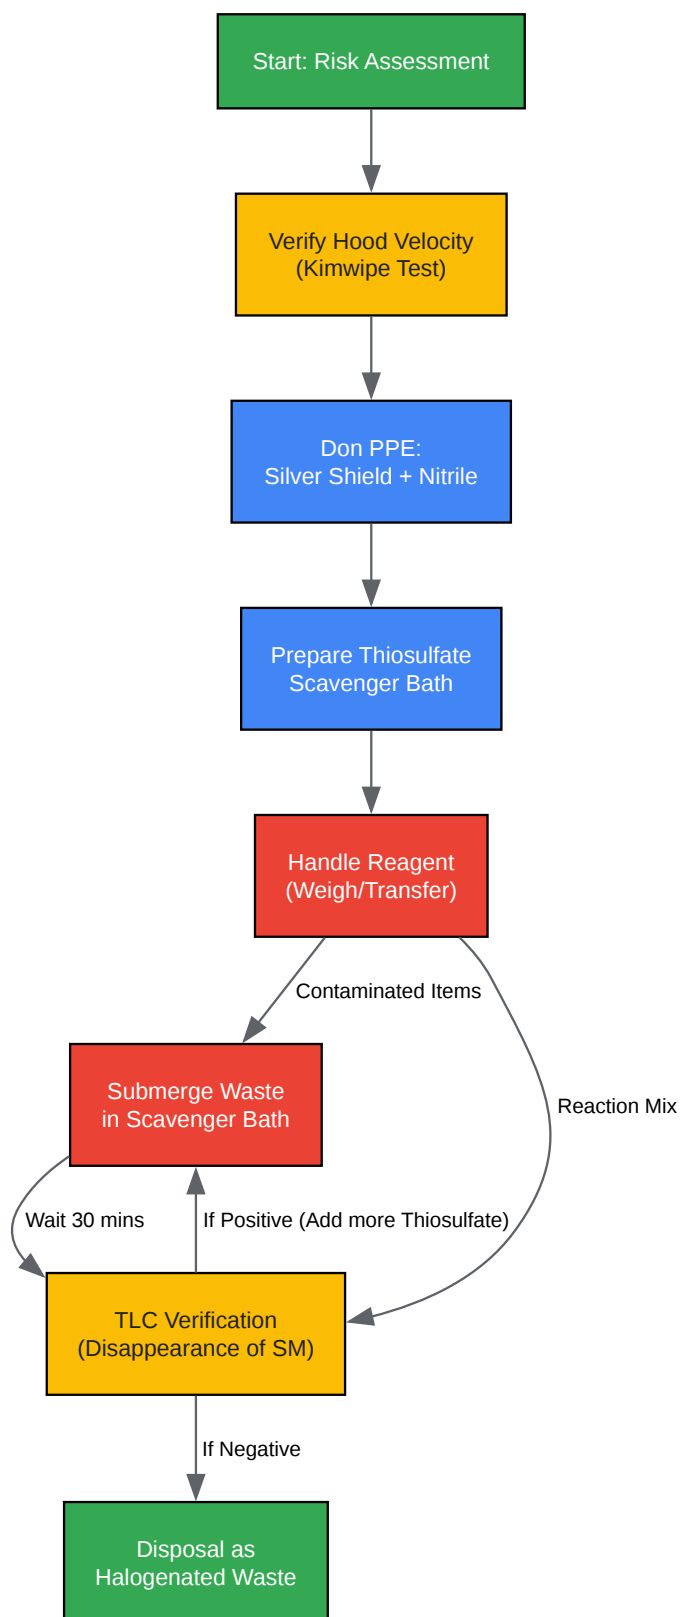 Start: Risk Assessment
Verify Hood Velocity
(Kimwipe Test)
Don PPE:
Silver Shield + Nitrile
Prepare Thiosulfate
Scavenger Bath
Handle Reagent
(Weigh/Transfer)
Contaminated Items
Submerge Waste
in Scavenger Bath
Reaction Mix
Wait 30 mins
If Positive (Add more Thiosulfate)
TLC Verification
(Disappearance of SM)
If Negative
Disposal as
Halogenated Waste